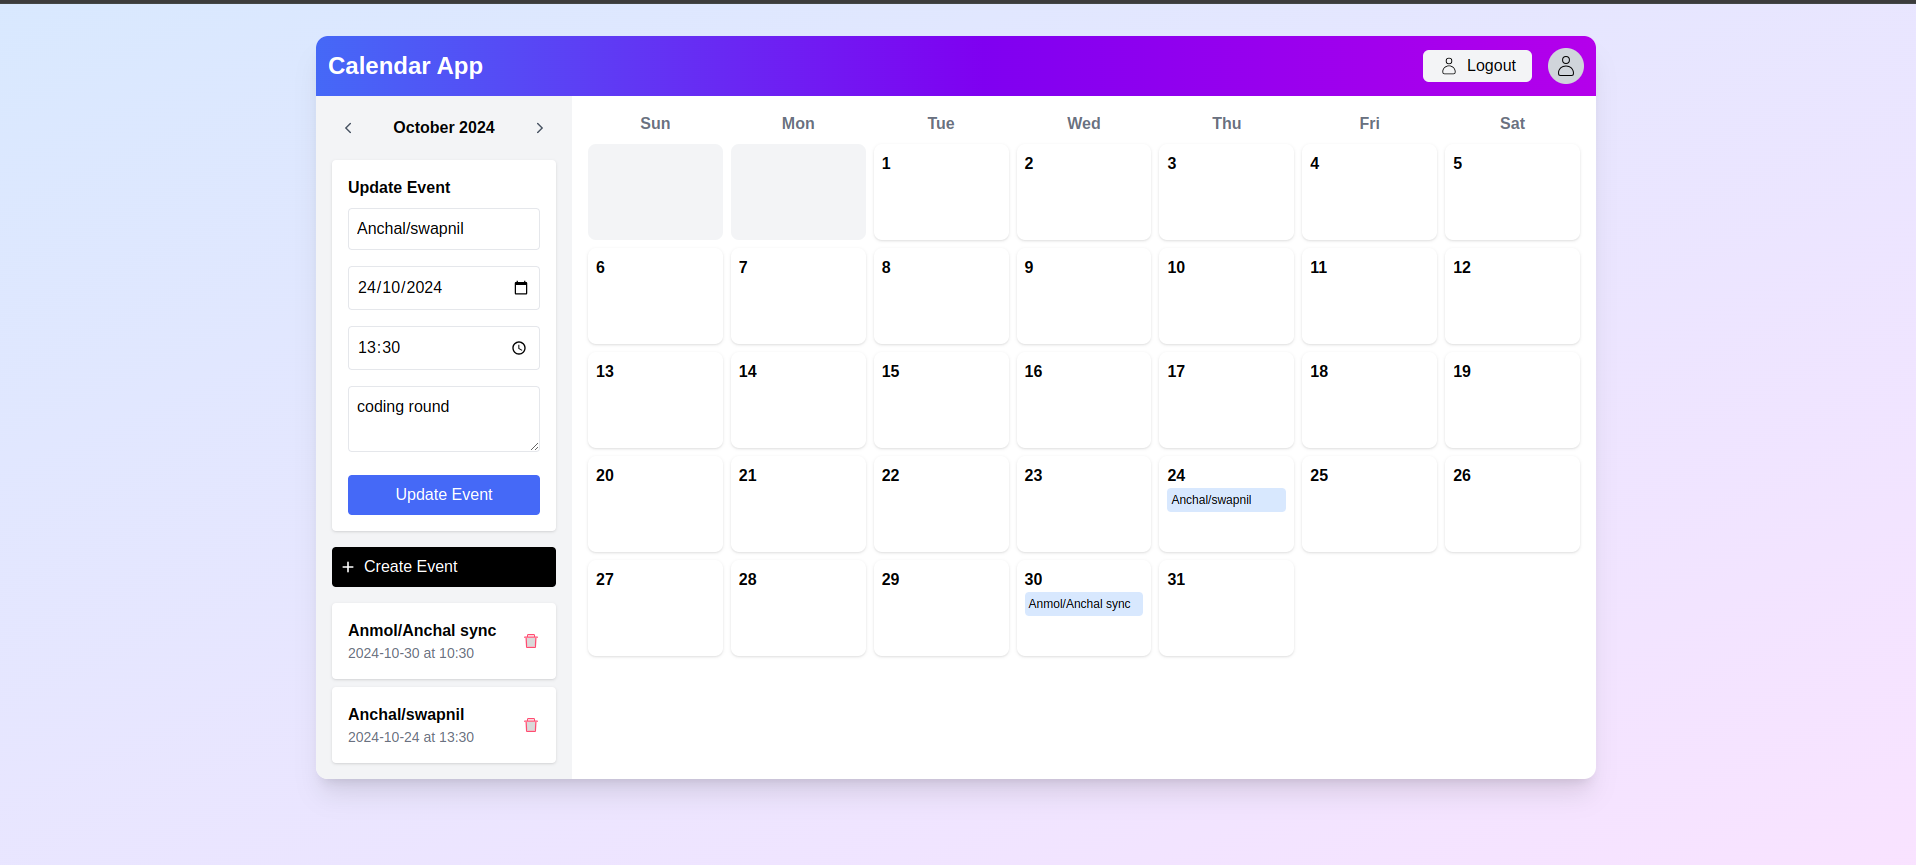 Calendar App
Logout
October 2024
Update Event
Anchal/swapnil
24/10/2024
13:30
coding round
Update Event
Create Event
Anmol/Anchal sync
2024-10-30 at 10:30
Anchal/swapnil
2024-10-24 at 13:30
Sun Mon Tue Wed Thu Fri Sat
1 2 3 4 5
6 7 8 9 10 11 12
13 14 15 16 17 18 19
20 21 22 23 24 25 26
Anchal/swapnil
27 28 29 30 31
Anmol/Anchal sync